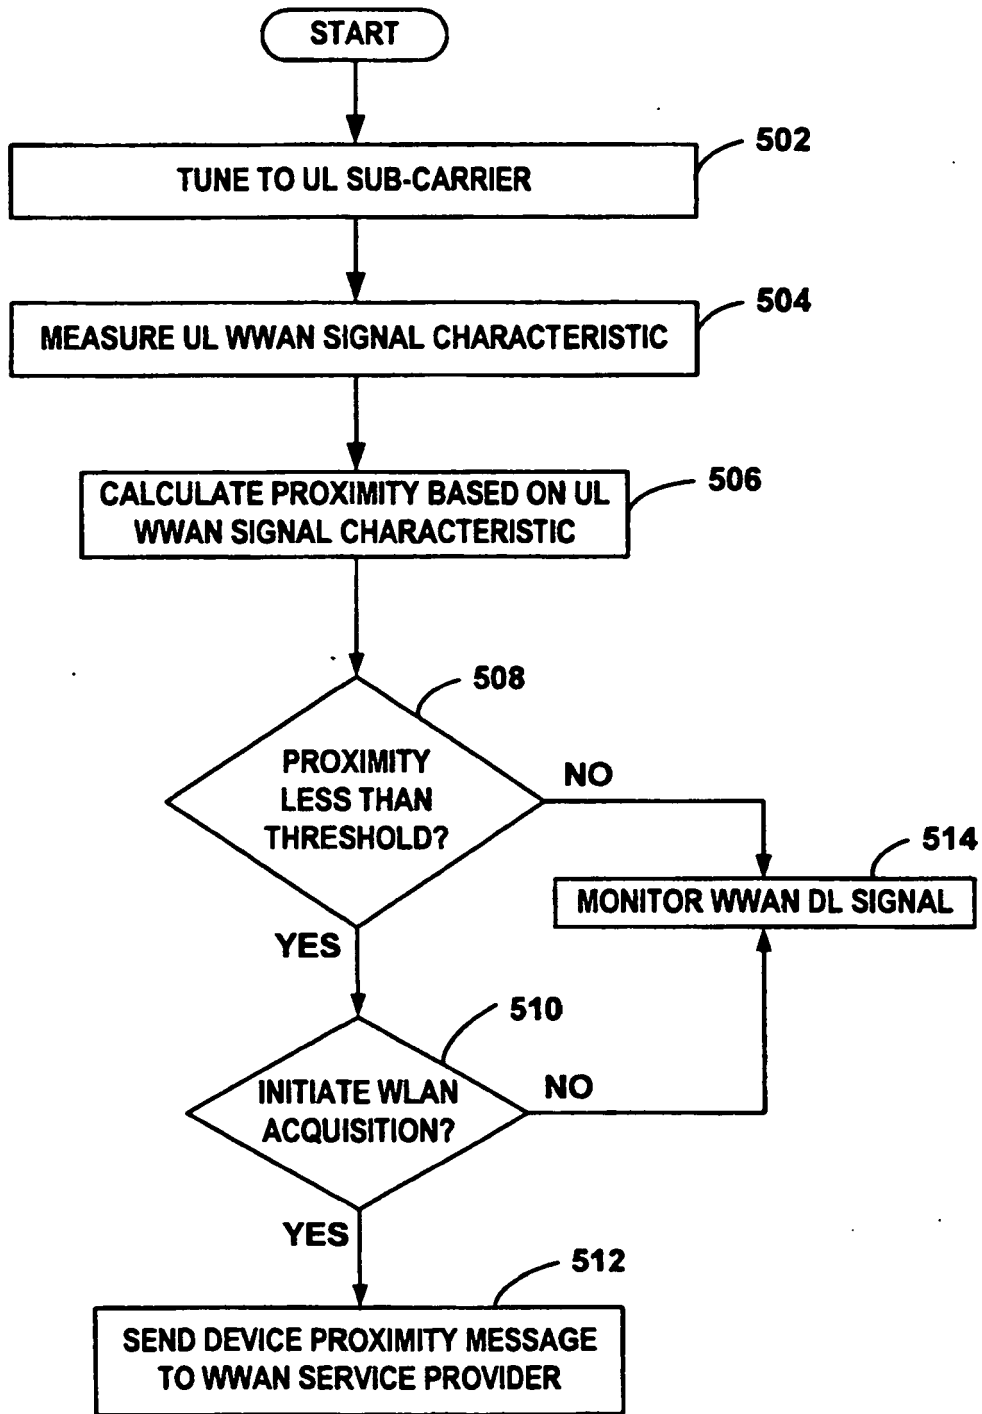 START
502
TUNE TO UL SUB-CARRIER
504
MEASURE UL WWAN SIGNAL CHARACTERISTIC
506
CALCULATE PROXIMITY BASED ON UL
WWAN SIGNAL CHARACTERISTIC
508
PROXIMITY
LESS THAN
THRESHOLD?
NO
514
MONITOR WWAN DL SIGNAL
YES
510
INITIATE WLAN
ACQUISITION?
NO
YES
512
SEND DEVICE PROXIMITY MESSAGE
TO WWAN SERVICE PROVIDER